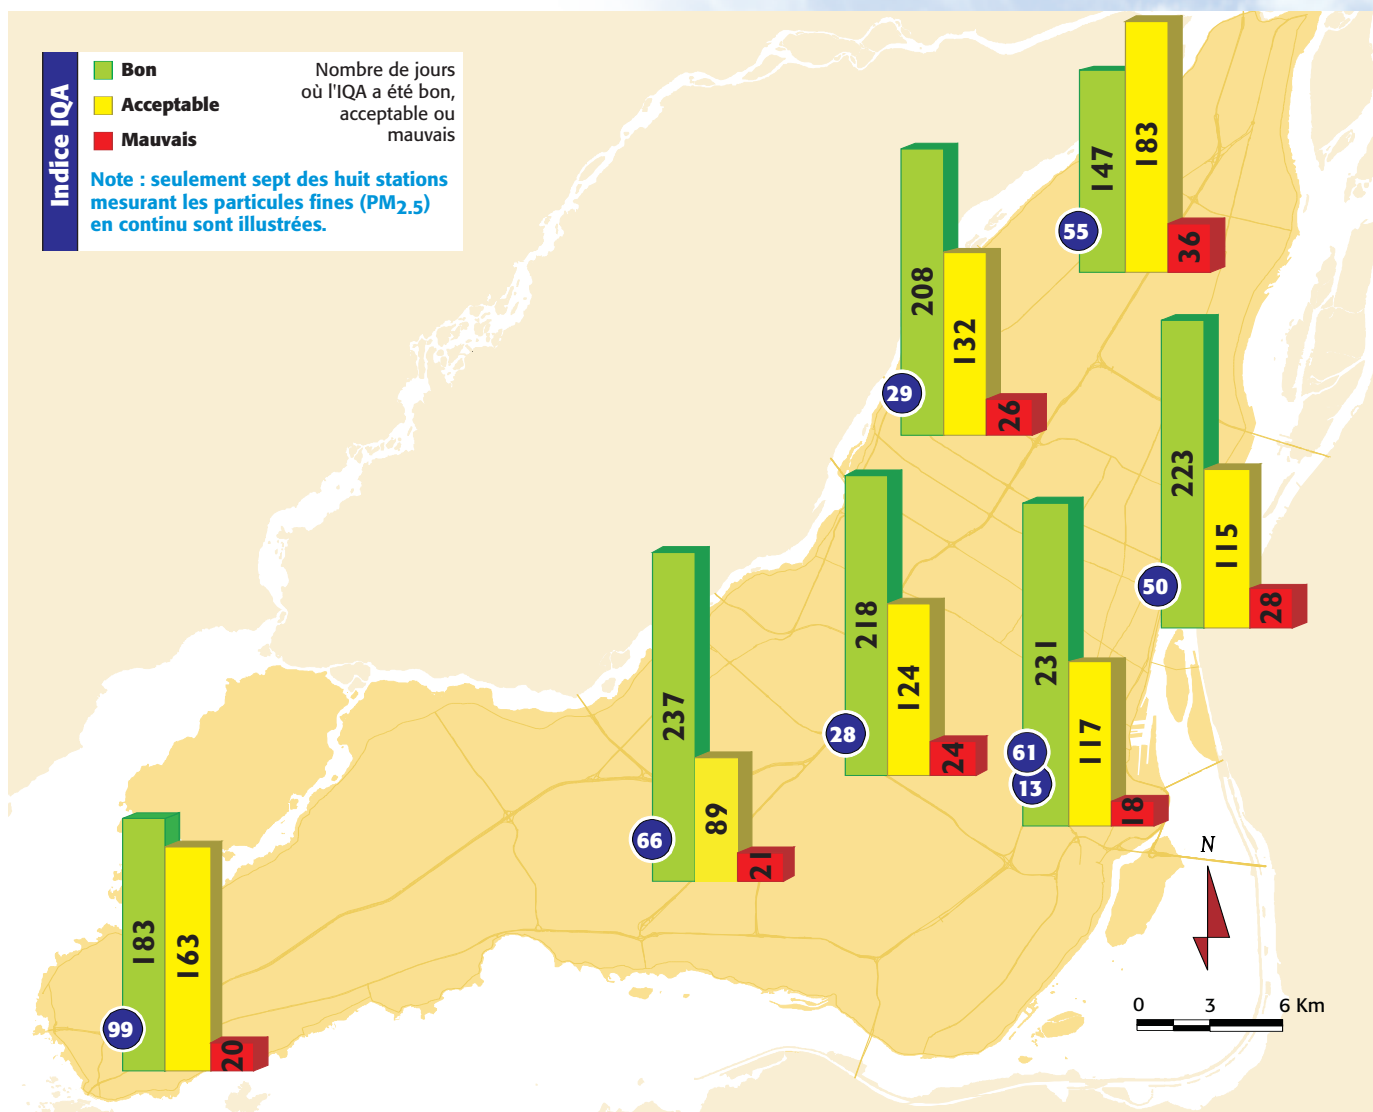 Indice IQA
Bon
Acceptable
Mauvais
Nombre de jours
où l'IQA a été bon,
acceptable ou
mauvais
Note : seulement sept des huit stations
mesurant les particules fines (PM2.5)
en continu sont illustrées.
147
183
36
55
208
132
26
29
223
115
28
50
218
124
24
28
231
117
18
61
13
237
89
21
66
183
163
20
99
N
0 3 6 Km